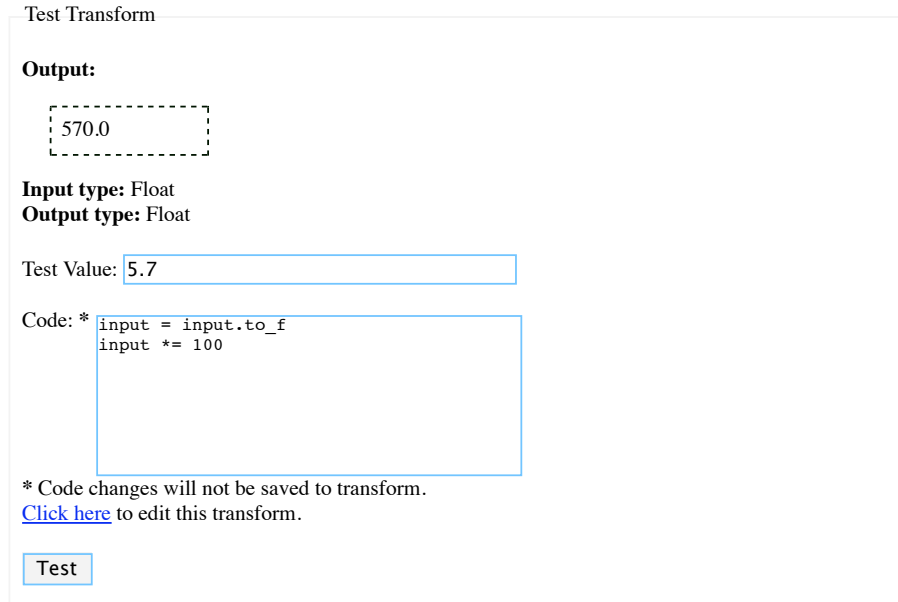 Test Transform
Output:
570.0
Input type: Float
Output type: Float
Test Value: 5.7
Code: * input = input.to_f
input *= 100
* Code changes will not be saved to transform.
Click here to edit this transform.
Test